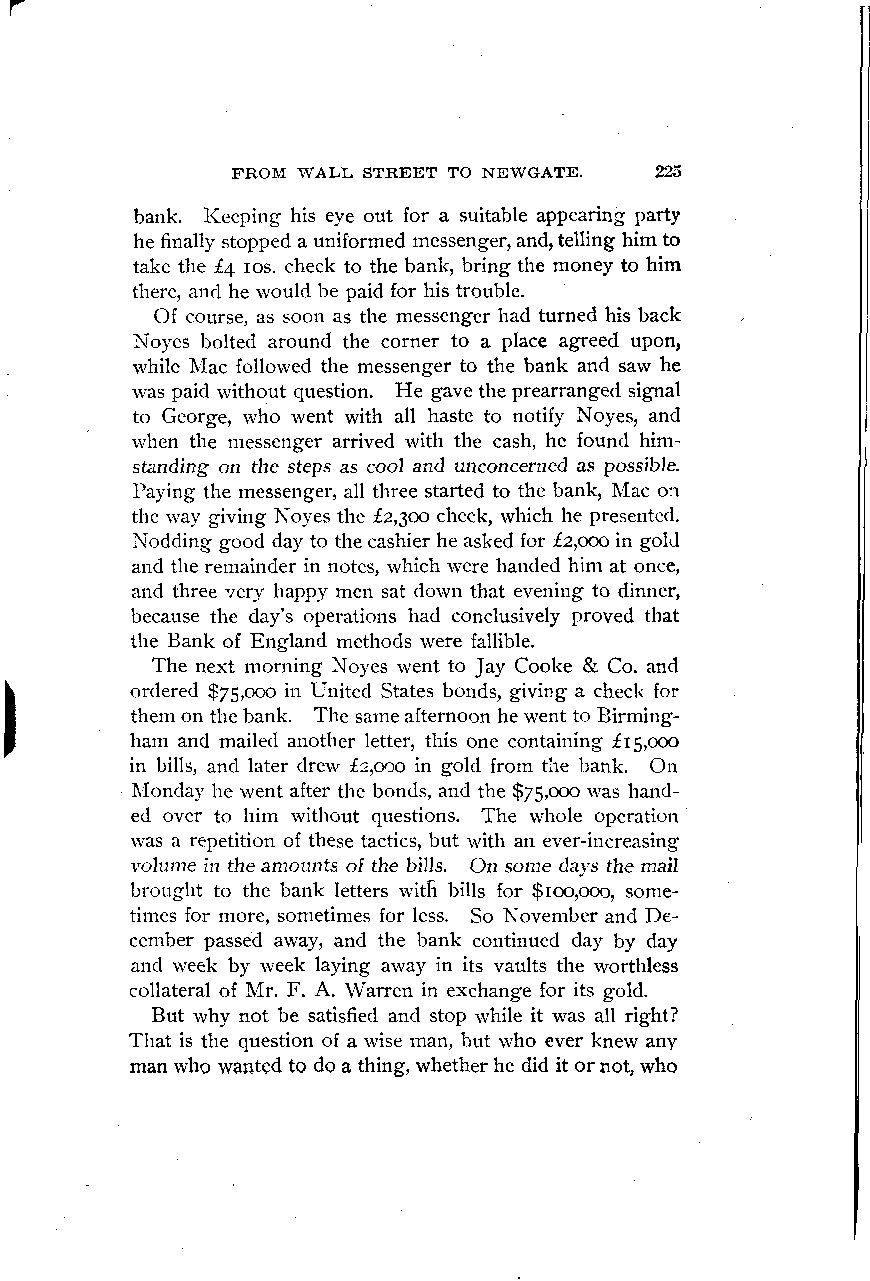 FROM WALL STREET TO NEWGATE. 225
bank. Keeping his eye out for a suitable appearing party
he finally stopped a uniformed messenger, and, telling him to
take the £4 10s. check to the bank, bring the money to him
there, and he would be paid for his trouble.
Of course, as soon as the messenger had turned his back
Noyes bolted around the corner to a place agreed upon,
while Mac followed the messenger to the bank and saw he
was paid without question. He gave the prearranged signal
to George, who went with all haste to notify Noyes, and
when the messenger arrived with the cash, he found him-
standing on the steps as cool and unconcerned as possible.
Paying the messenger, all three started to the bank, Mac on
the way giving Noyes the £2,300 check, which he presented.
Nodding good day to the cashier he asked for £2,000 in gold
and the remainder in notes, which were handed him at once,
and three very happy men sat down that evening to dinner,
because the day's operations had conclusively proved that
the Bank of England methods were fallible.
The next morning Noyes went to Jay Cooke & Co. and
ordered $75,000 in United States bonds, giving a check for
them on the bank. The same afternoon he went to Birming-
ham and mailed another letter, this one containing £15,000
in bills, and later drew £2,000 in gold from the bank. On
Monday he went after the bonds, and the $75,000 was hand-
ed over to him without questions. The whole operation
was a repetition of these tactics, but with an ever-increasing
volume in the amounts of the bills. On some days the mail
brought to the bank letters with bills for $100,000, some-
times for more, sometimes for less. So November and De-
cember passed away, and the bank continued day by day
and week by week laying away in its vaults the worthless
collateral of Mr. F. A. Warren in exchange for its gold.
But why not be satisfied and stop while it was all right?
That is the question of a wise man, but who ever knew any
man who wanted to do a thing, whether he did it or not, who